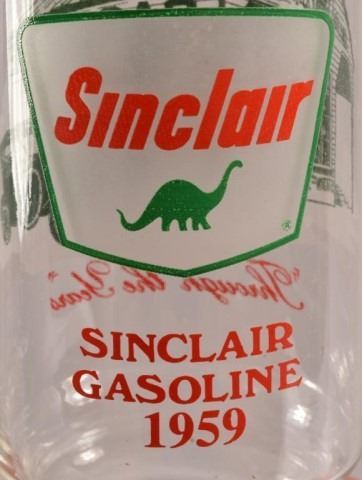 Sinclair
®
"Through the Years"
SINCLAIR
GASOLINE
1959